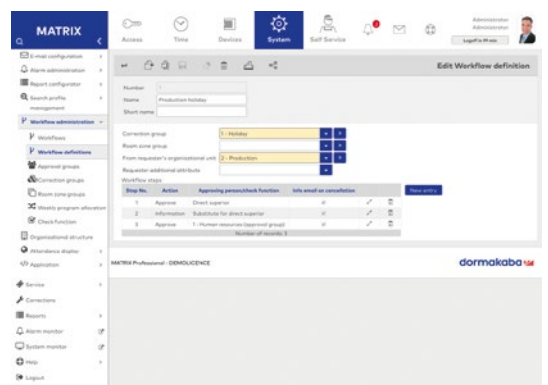 MATRIX
Access
Time
Devices
System
Self Service
Administrator
Administrator
Logoff in 89 min
E-mail configuration
Alarm administration
Report configurator
Search profile
management
Workflow administration
Workflows
Workflow definitions
Approval groups
Correction groups
Room zone groups
Weekly program allocation
Check function
Organizational structure
Attendance display
Application
Service
Corrections
Reports
Alarm monitor
System monitor
Help
Logout
Edit Workflow definition
Number 1
Name Production holiday
Short name
Correction
group
1 - Holiday
Room zone group
From requester's organizational unit 2 - Production
Requester additional attribute
Workflow steps
Step No. Action Approving person/check function Info email on cancellation
New entry
1 Approve Direct superior
2 Information Substitute for direct superior
3 Approve 1 - Human resources (approval group)
Number of records: 3
MATRIX Professional - DEMOLICENCE
dormakaba